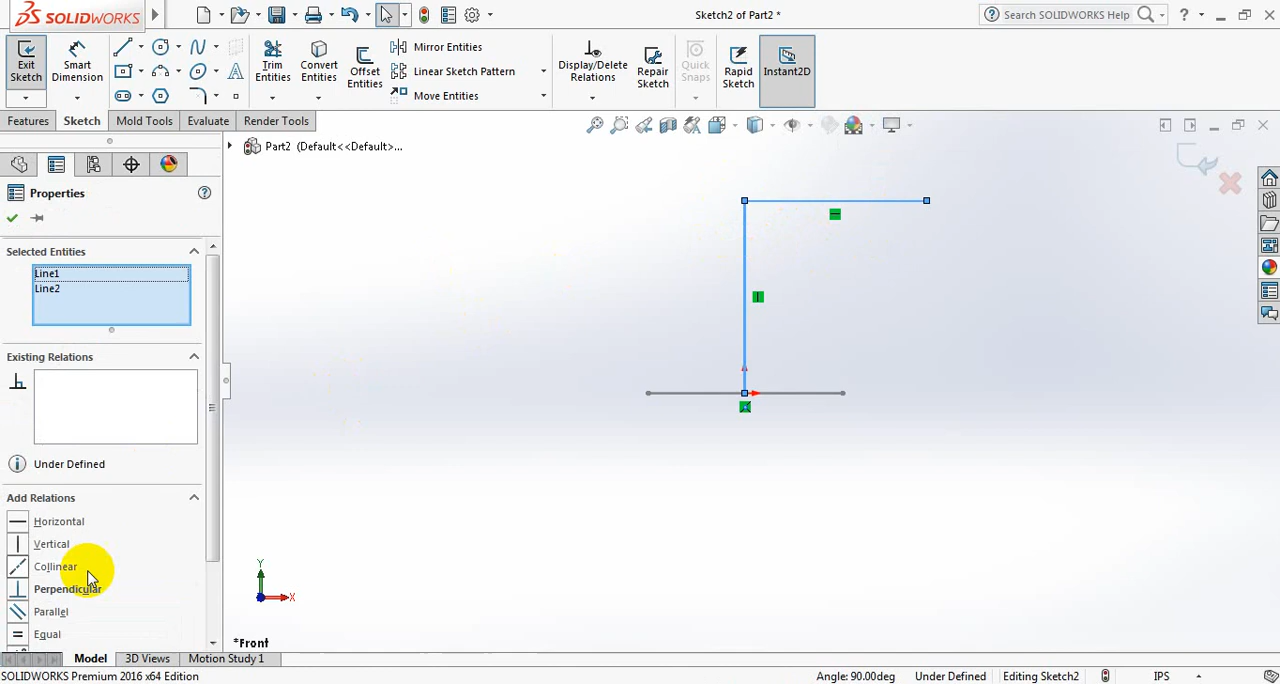 SOLIDWORKS
Sketch2 of Part2 *
Search SOLIDWORKS Help
?
Exit Sketch
Smart Dimension
Trim Entities
Convert Entities
Offset Entities
Mirror Entities
Linear Sketch Pattern
Move Entities
Display/Delete Relations
Repair Sketch
Quick Snaps
Rapid Sketch
Instant2D
Features
Sketch
Mold Tools
Evaluate
Render Tools
Part2 (Default<<Default>...
Properties
?
Selected Entities
Line1
Line2
Existing Relations
Under Defined
Add Relations
Horizontal
Vertical
Collinear
Perpendicular
Parallel
Equal
Y
X
*Front
Model
3D Views
Motion Study 1
SOLIDWORKS Premium 2016 x64 Edition
Angle: 90.00deg
Under Defined
Editing Sketch2
IPS